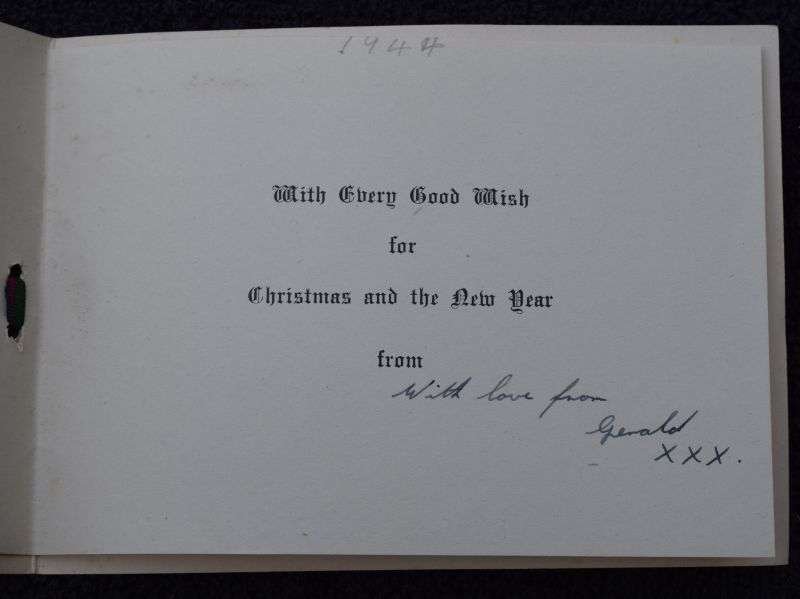 1944
With Every Good Wish
for
Christmas and the New Year
from
With love from
Gerald
XXX.